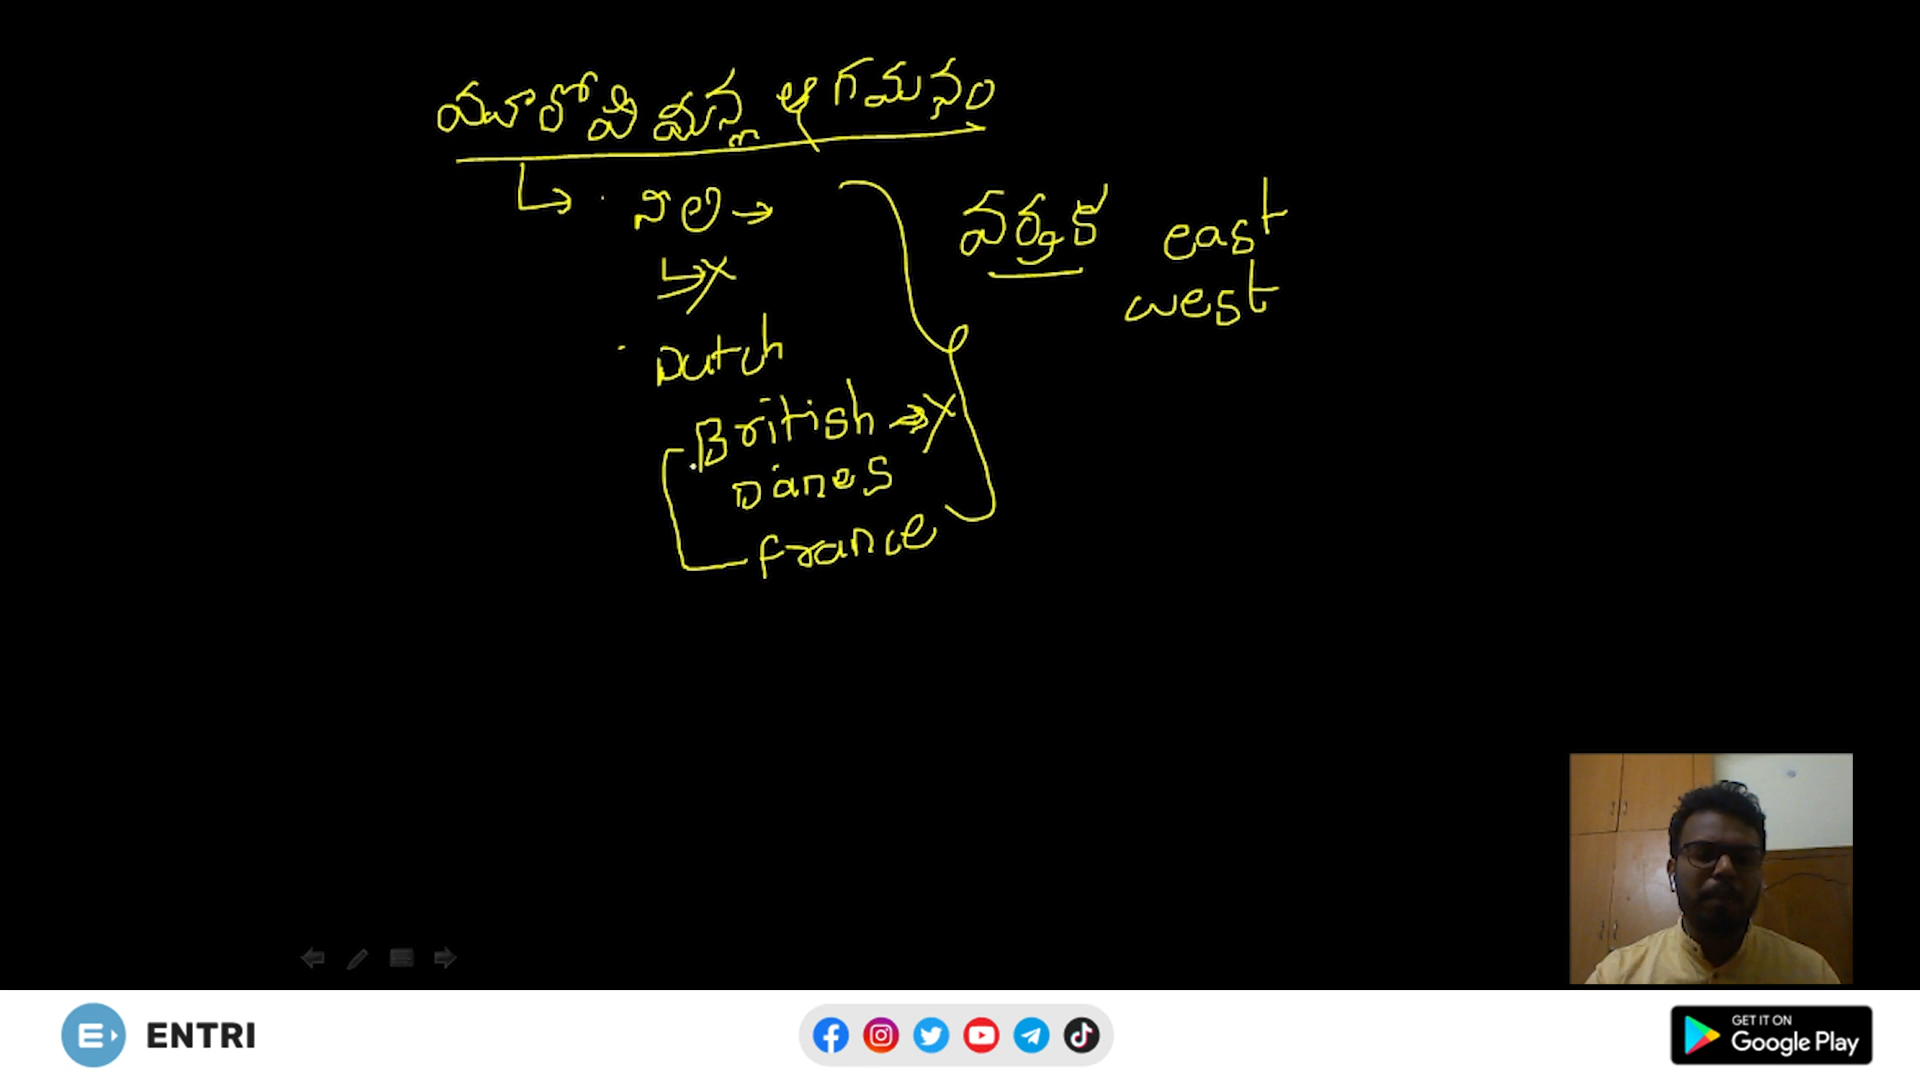 యూరోపియన్ల ఆగమనం
నీలి →
వర్తక east
west
Dutch
British → X
Danes
france
ENTRI
GET IT ON
Google Play